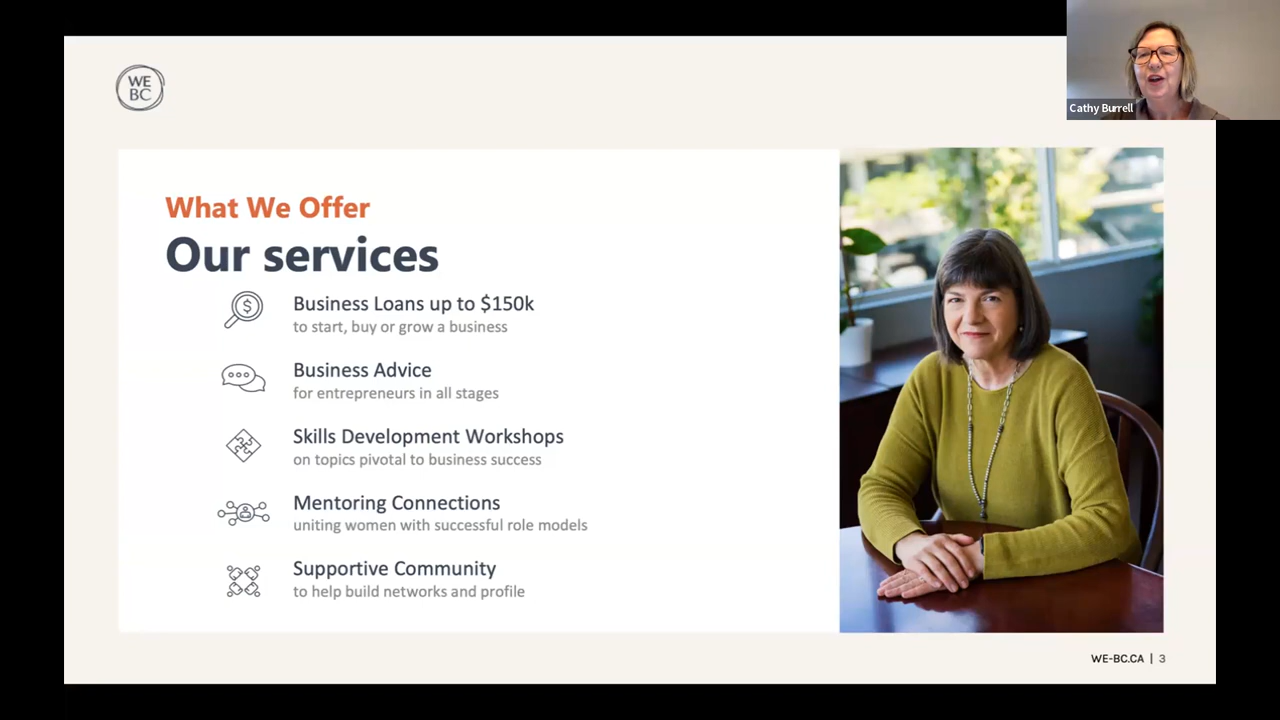 WE
BC
Cathy Burrell
What We Offer
Our services
$
Business Loans up to $150k
to start, buy or grow a business
Business Advice
for entrepreneurs in all stages
Skills Development Workshops
on topics pivotal to business success
Mentoring Connections
uniting women with successful role models
Supportive Community
to help build networks and profile
WE-BC.CA | 3